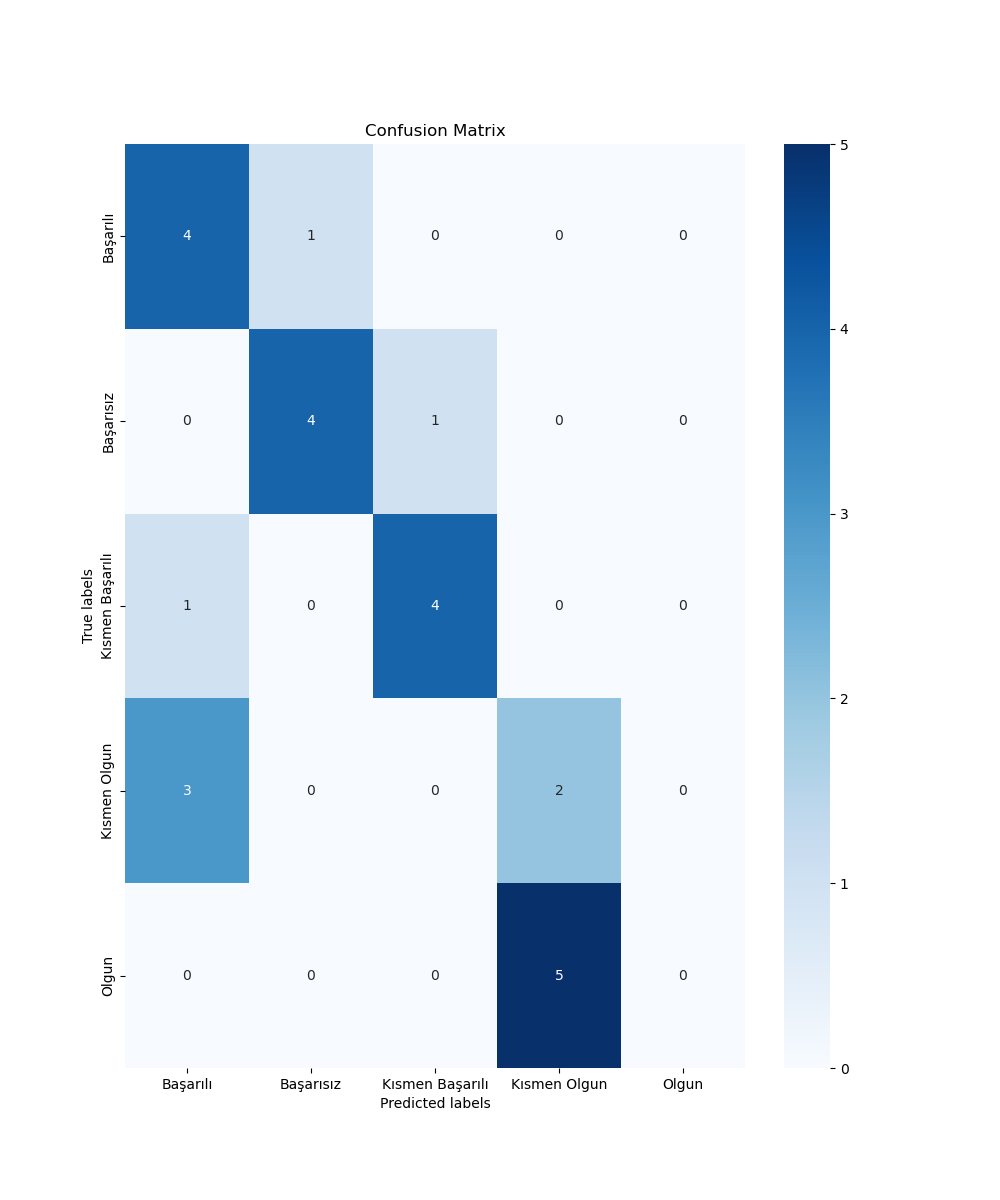 Confusion Matrix
Başarılı
4 1 0 0 0
Başarısız
0 4 1 0 0
True labels
Kısmen Başarılı
1 0 4 0 0
Kısmen Olgun
3 0 0 2 0
Olgun
0 0 0 5 0
Başarılı Başarısız Kısmen Başarılı Kısmen Olgun Olgun
Predicted labels
5
4
3
2
1
0